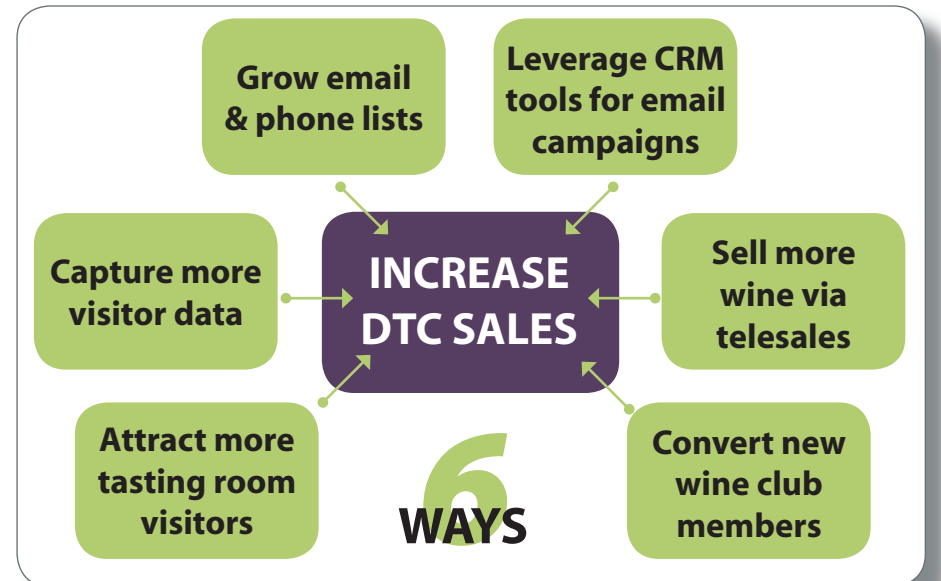 Grow email
& phone lists
Leverage CRM
tools for email
campaigns
Capture more
visitor data
INCREASE
DTC SALES
Sell more
wine via
telesales
Attract more
tasting room
visitors
6
WAYS
Convert new
wine club
members